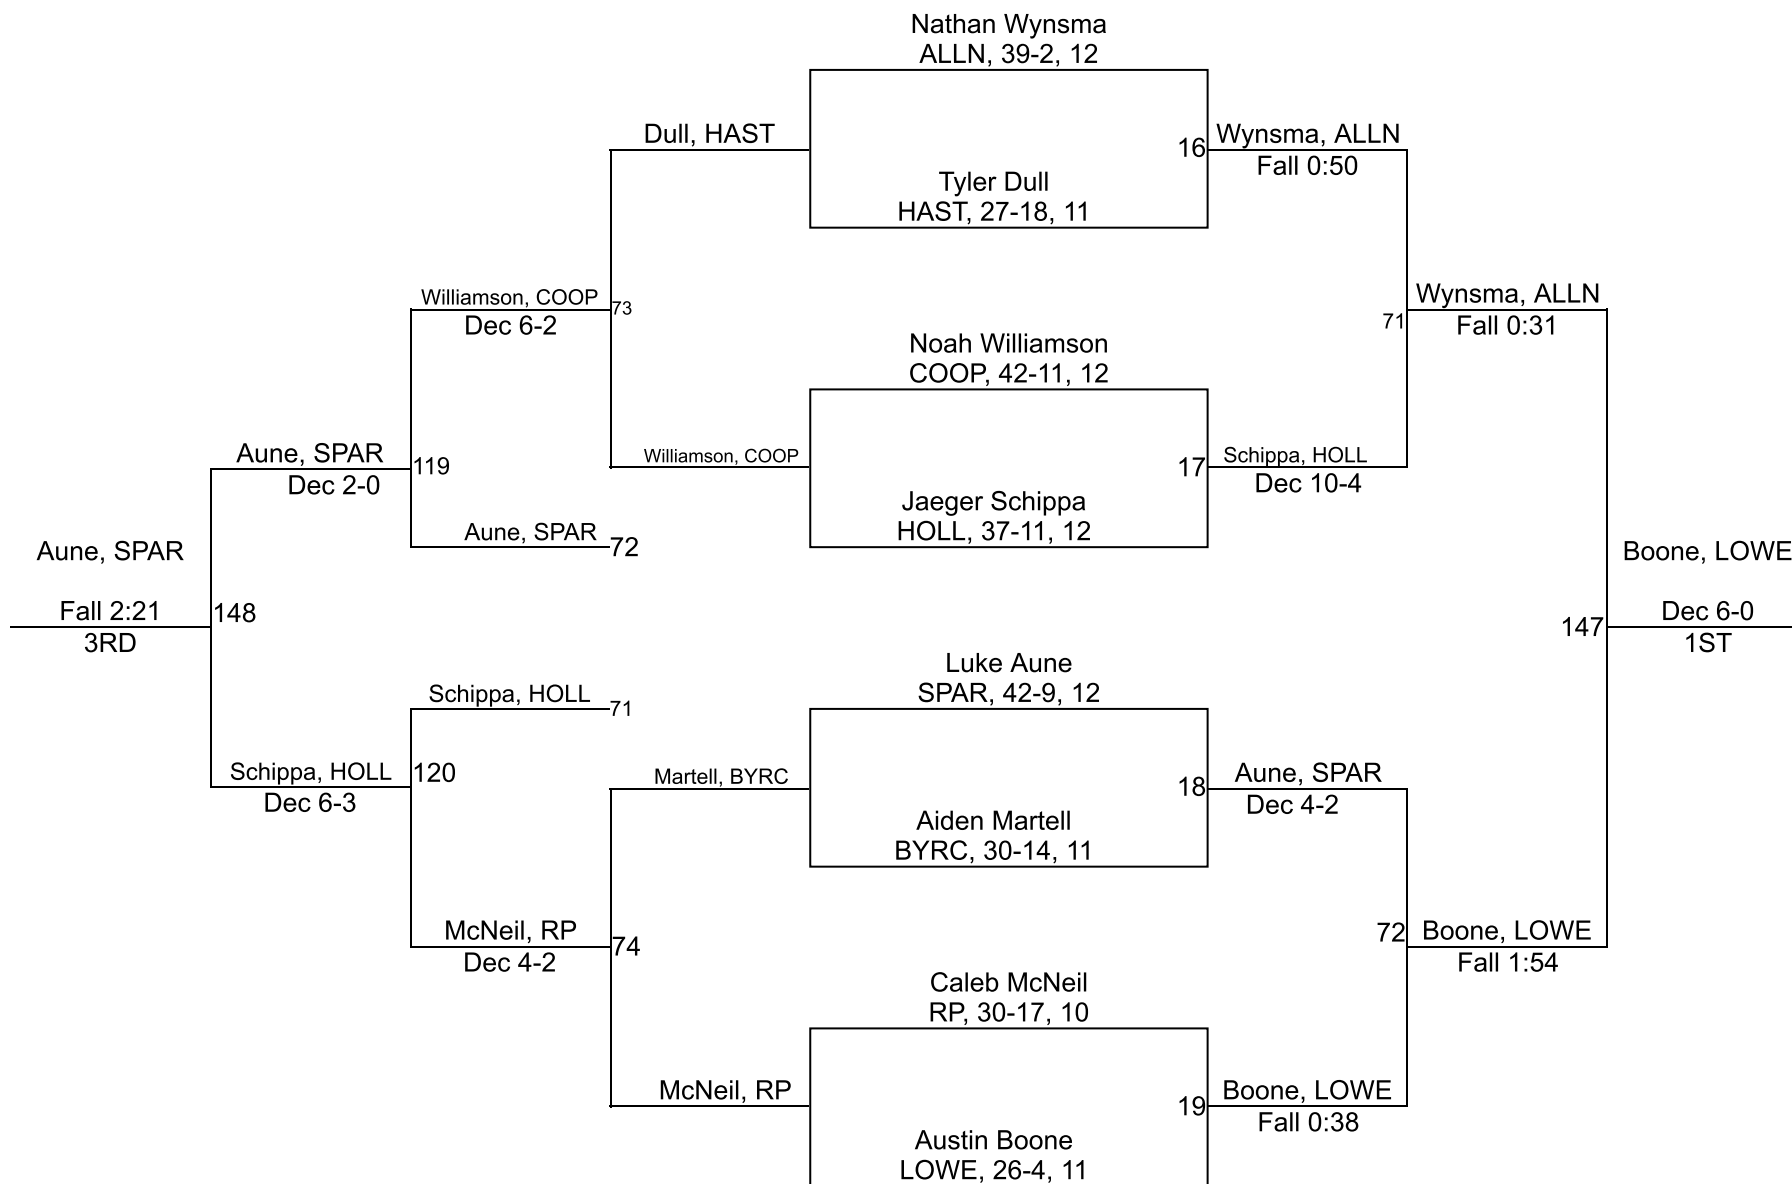 Nathan Wynsma
ALLN, 39-2, 12
Dull, HAST
16
Wynsma, ALLN
Fall 0:50
Tyler Dull
HAST, 27-18, 11
Williamson, COOP
73
Dec 6-2
Wynsma, ALLN
71
Fall 0:31
Noah Williamson
COOP, 42-11, 12
Aune, SPAR
119
Dec 2-0
Williamson, COOP
17
Schippa, HOLL
Dec 10-4
Jaeger Schippa
HOLL, 37-11, 12
Aune, SPAR
72
Aune, SPAR
Boone, LOWE
Fall 2:21
148
3RD
147
Dec 6-0
1ST
Luke Aune
SPAR, 42-9, 12
Schippa, HOLL
71
Schippa, HOLL
120
Dec 6-3
Martell, BYRC
18
Aune, SPAR
Dec 4-2
Aiden Martell
BYRC, 30-14, 11
McNeil, RP
74
Dec 4-2
72
Boone, LOWE
Fall 1:54
Caleb McNeil
RP, 30-17, 10
McNeil, RP
19
Boone, LOWE
Fall 0:38
Austin Boone
LOWE, 26-4, 11